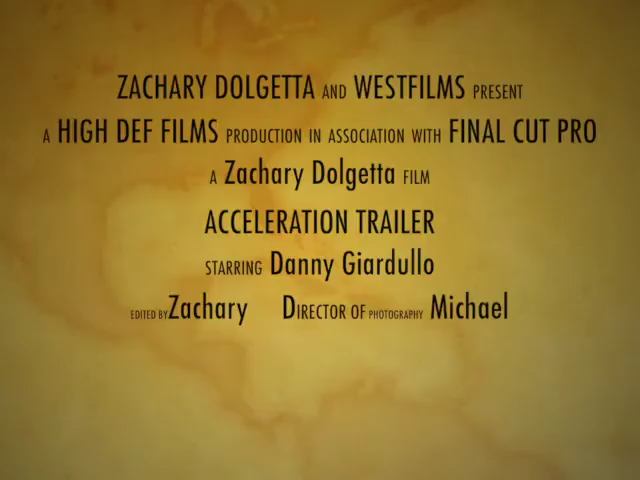 ZACHARY DOLGETTA AND WESTFILMS PRESENT
A HIGH DEF FILMS PRODUCTION IN ASSOCIATION WITH FINAL CUT PRO
A Zachary Dolgetta FILM
ACCELERATION TRAILER
STARRING Danny Giardullo
EDITED BY Zachary DIRECTOR OF PHOTOGRAPHY Michael